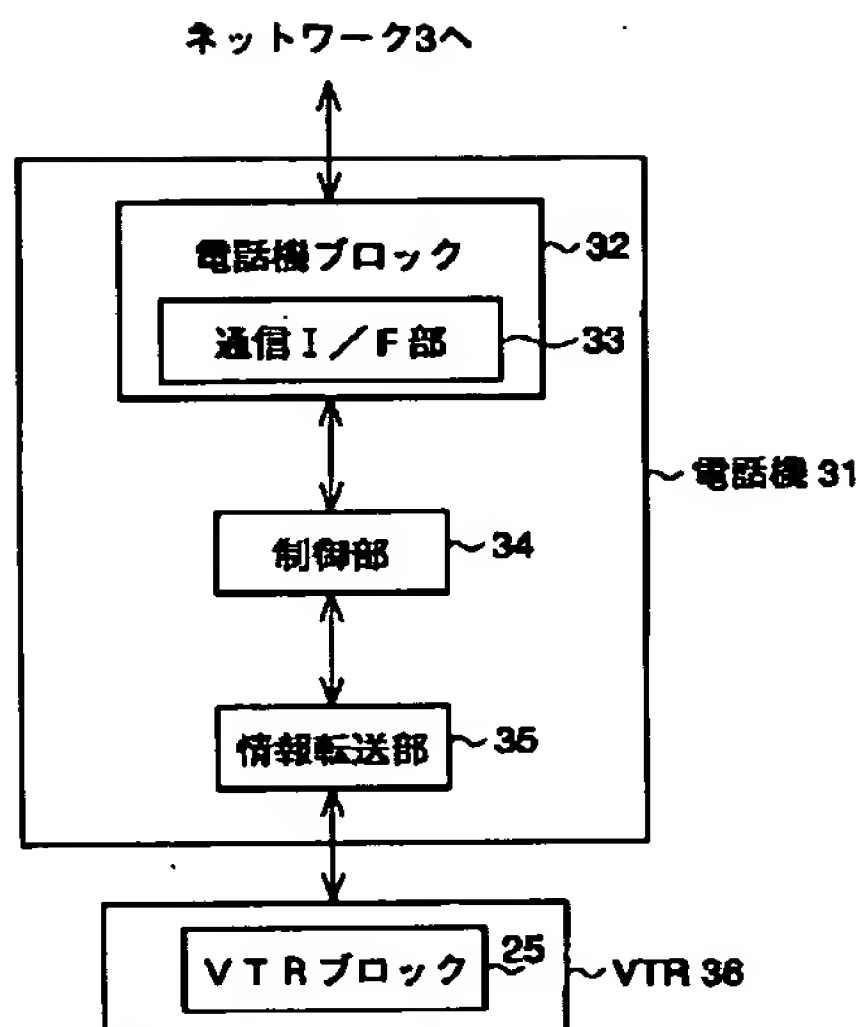 ネットワーク3へ
電話機ブロック
32
通信I/F部
33
電話機31
制御部
34
情報転送部
35
VTRブロック
25
VTR 36